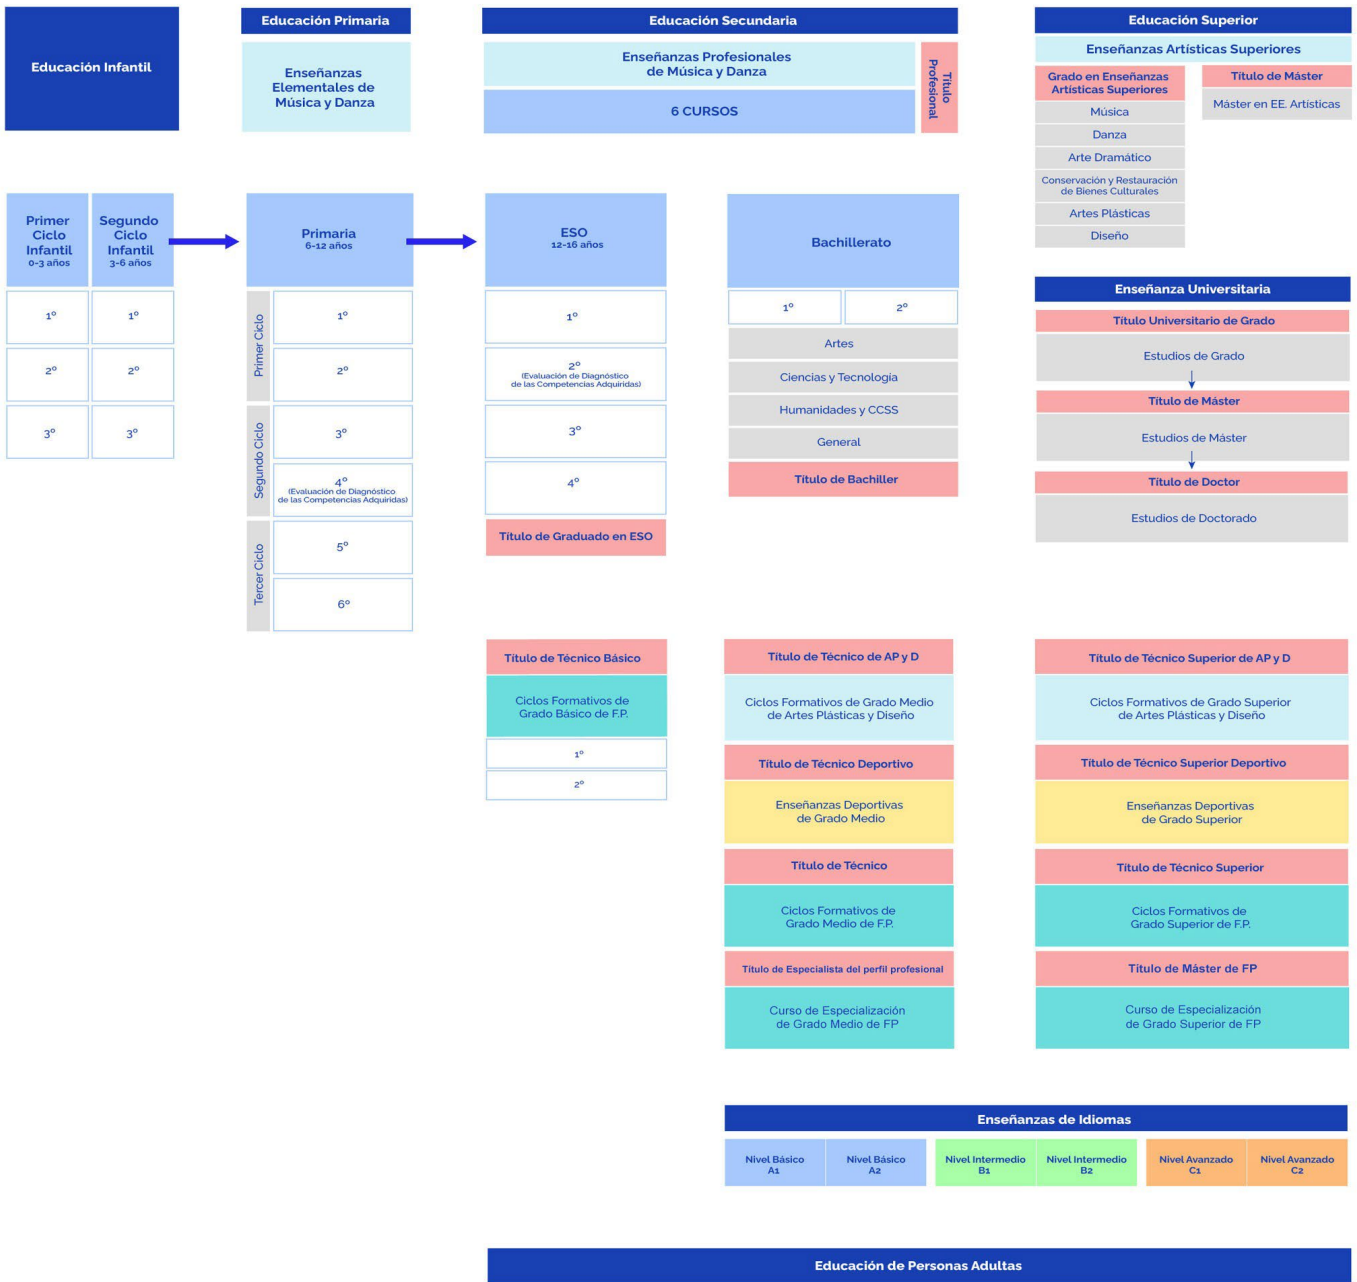 Educación Infantil
Primer
Ciclo
Infantil
0-3 años
Segundo
Ciclo
Infantil
3-6 años
1º
1º
2º
2º
3º
3º
Educación Primaria
Enseñanzas
Elementales de
Música y Danza
Primaria
6-12 años
Primer Ciclo
1º
2º
Segundo Ciclo
3º
4º
(Evaluación de Diagnóstico
de las Competencias Adquiridas)
Tercer Ciclo
5º
6º
Educación Secundaria
Enseñanzas Profesionales
de Música y Danza
6 CURSOS
Título
Profesional
ESO
12-16 años
1º
2º
(Evaluación de Diagnóstico
de las Competencias Adquiridas)
3º
4º
Título de Graduado en ESO
Bachillerato
1º
2º
Artes
Ciencias y Tecnología
Humanidades y CCSS
General
Título de Bachiller
Educación Superior
Enseñanzas Artísticas Superiores
Grado en Enseñanzas
Artísticas Superiores
Música
Danza
Arte Dramático
Conservación y Restauración
de Bienes Culturales
Artes Plásticas
Diseño
Título de Máster
Máster en EE. Artísticas
Enseñanza Universitaria
Título Universitario de Grado
Estudios de Grado
Título de Máster
Estudios de Máster
Título de Doctor
Estudios de Doctorado
Título de Técnico Básico
Ciclos Formativos de
Grado Básico de F.P.
1º
2º
Título de Técnico de AP y D
Ciclos Formativos de Grado Medio
de Artes Plásticas y Diseño
Título de Técnico Deportivo
Enseñanzas Deportivas
de Grado Medio
Título de Técnico
Ciclos Formativos de
Grado Medio de F.P.
Título de Especialista del perfil profesional
Curso de Especialización
de Grado Medio de FP
Título de Técnico Superior de AP y D
Ciclos Formativos de Grado Superior
de Artes Plásticas y Diseño
Título de Técnico Superior Deportivo
Enseñanzas Deportivas
de Grado Superior
Título de Técnico Superior
Ciclos Formativos de
Grado Superior de F.P.
Título de Máster de FP
Curso de Especialización
de Grado Superior de FP
Enseñanzas de Idiomas
Nivel Básico
A1
Nivel Básico
A2
Nivel Intermedio
B1
Nivel Intermedio
B2
Nivel Avanzado
C1
Nivel Avanzado
C2
Educación de Personas Adultas